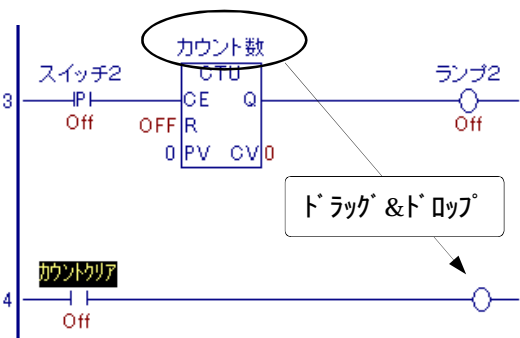 カウント数
スイッチ2 CTU ランプ2
3 P CE Q
Off OFF R Off
0 PV CV 0
ﾄﾞﾗｯｸﾞ&ﾄﾞﾛｯﾌﾟ
カウントクリア
4
Off